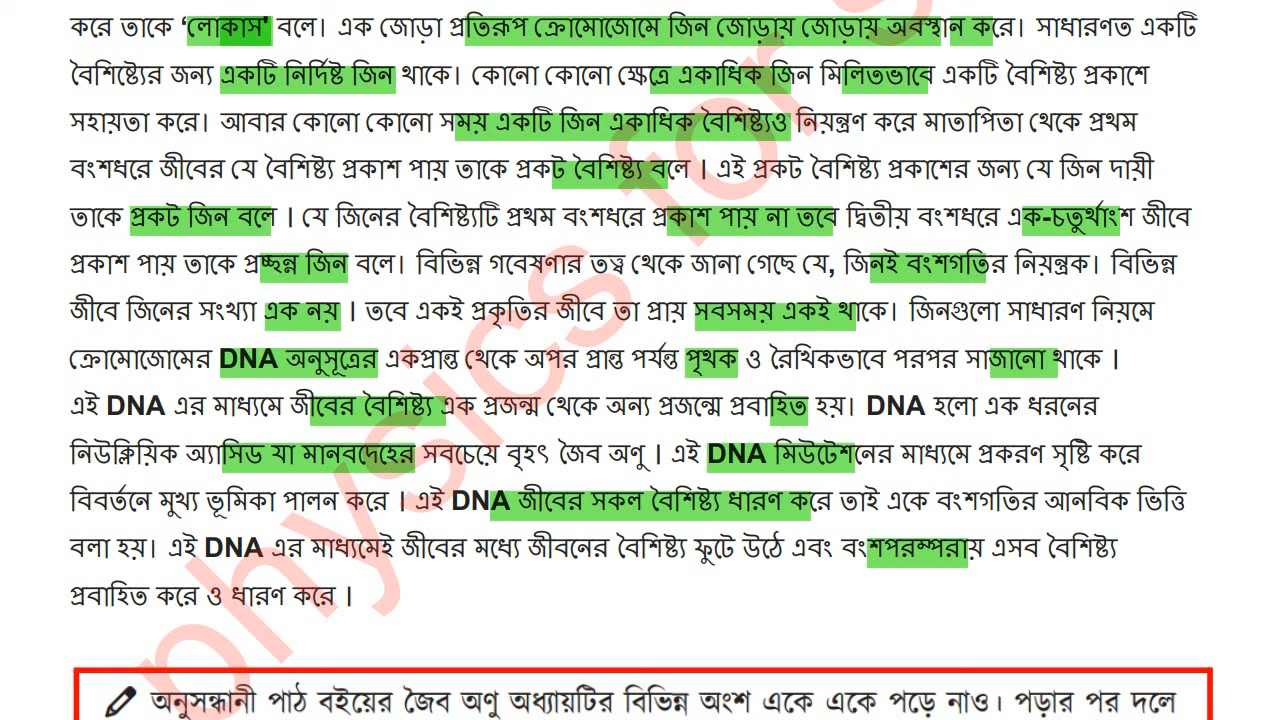 করে তাকে ‘লোকাস' বলে। এক জোড়া প্রতিরূপ ক্রোমোজোমে জিন জোড়ায় জোড়ায় অবস্থান করে। সাধারণত একটি
বৈশিষ্ট্যের জন্য একটি নির্দিষ্ট জিন থাকে। কোনো কোনো ক্ষেত্রে একাধিক জিন মিলিতভাবে একটি বৈশিষ্ট্য প্রকাশে
সহায়তা করে। আবার কোনো কোনো সময় একটি জিন একাধিক বৈশিষ্ট্যও নিয়ন্ত্রণ করে মাতাপিতা থেকে প্রথম
বংশধরে জীবের যে বৈশিষ্ট্য প্রকাশ পায় তাকে প্রকট বৈশিষ্ট্য বলে । এই প্রকট বৈশিষ্ট্য প্রকাশের জন্য যে জিন দায়ী
তাকে প্রকট জিন বলে । যে জিনের বৈশিষ্ট্যটি প্রথম বংশধরে প্রকাশ পায় না তবে দ্বিতীয় বংশধরে এক-চতুর্থাংশ জীবে
প্রকাশ পায় তাকে প্রচ্ছন্ন জিন বলে। বিভিন্ন গবেষণার তত্ত্ব থেকে জানা গেছে যে, জিনই বংশগতির নিয়ন্ত্রক। বিভিন্ন
জীবে জিনের সংখ্যা এক নয় । তবে একই প্রকৃতির জীবে তা প্রায় সবসময় একই থাকে। জিনগুলো সাধারণ নিয়মে
ক্রোমোজোমের DNA অনুসূত্রের একপ্রান্ত থেকে অপর প্রান্ত পর্যন্ত পৃথক ও রৈখিকভাবে পরপর সাজানো থাকে ।
এই DNA এর মাধ্যমে জীবের বৈশিষ্ট্য এক প্রজন্ম থেকে অন্য প্রজন্মে প্রবাহিত হয়। DNA হলো এক ধরনের
নিউক্লিয়িক অ্যাসিড যা মানবদেহের সবচেয়ে বৃহৎ জৈব অণু । এই DNA মিউটেশনের মাধ্যমে প্রকরণ সৃষ্টি করে
বিবর্তনে মুখ্য ভূমিকা পালন করে । এই DNA জীবের সকল বৈশিষ্ট্য ধারণ করে তাই একে বংশগতির আনবিক ভিত্তি
বলা হয়। এই DNA এর মাধ্যমেই জীবের মধ্যে জীবনের বৈশিষ্ট্য ফুটে উঠে এবং বংশপরম্পরায় এসব বৈশিষ্ট্য
প্রবাহিত করে ও ধারণ করে ।
physics for s
অনুসন্ধানী পাঠ বইয়ের জৈব অণু অধ্যায়টির বিভিন্ন অংশ একে একে পড়ে নাও। পড়ার পর দলে